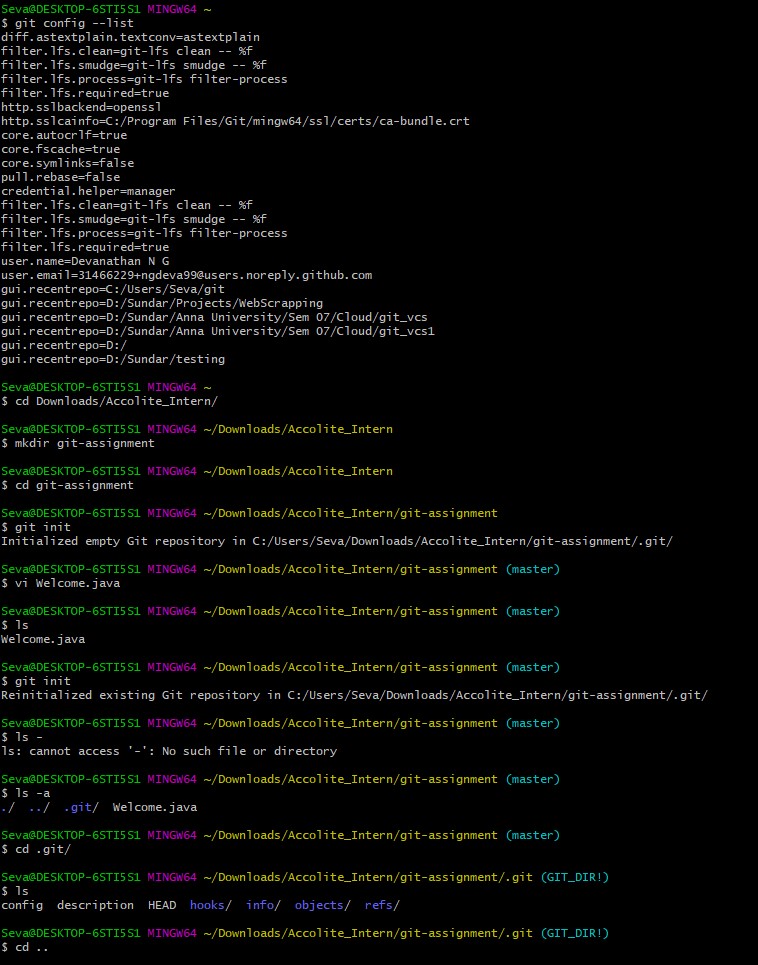 Seva@DESKTOP-6STI5S1 MINGW64 ~
$ git config --list
diff.astextplain.textconv=astextplain
filter.lfs.clean=git-lfs clean -- %f
filter.lfs.smudge=git-lfs smudge -- %f
filter.lfs.process=git-lfs filter-process
filter.lfs.required=true
http.sslbackend=openssl
http.sslcainfo=C:/Program Files/Git/mingw64/ssl/certs/ca-bundle.crt
core.autocrlf=true
core.fscache=true
core.symlinks=false
pull.rebase=false
credential.helper=manager
filter.lfs.clean=git-lfs clean -- %f
filter.lfs.smudge=git-lfs smudge -- %f
filter.lfs.process=git-lfs filter-process
filter.lfs.required=true
user.name=Devanathan N G
user.email=31466229+ngdeva99@users.noreply.github.com
gui.recentrepo=C:/Users/Seva/git
gui.recentrepo=D:/Sundar/Projects/WebScrapping
gui.recentrepo=D:/Sundar/Anna University/Sem 07/Cloud/git_vcs
gui.recentrepo=D:/Sundar/Anna University/Sem 07/Cloud/git_vcs1
gui.recentrepo=D:/
gui.recentrepo=D:/Sundar/testing
Seva@DESKTOP-6STI5S1 MINGW64 ~
$ cd Downloads/Accolite_Intern/
Seva@DESKTOP-6STI5S1 MINGW64 ~/Downloads/Accolite_Intern
$ mkdir git-assignment
Seva@DESKTOP-6STI5S1 MINGW64 ~/Downloads/Accolite_Intern
$ cd git-assignment
Seva@DESKTOP-6STI5S1 MINGW64 ~/Downloads/Accolite_Intern/git-assignment
$ git init
Initialized empty Git repository in C:/Users/Seva/Downloads/Accolite_Intern/git-assignment/.git/
Seva@DESKTOP-6STI5S1 MINGW64 ~/Downloads/Accolite_Intern/git-assignment (master)
$ vi Welcome.java
Seva@DESKTOP-6STI5S1 MINGW64 ~/Downloads/Accolite_Intern/git-assignment (master)
$ ls
Welcome.java
Seva@DESKTOP-6STI5S1 MINGW64 ~/Downloads/Accolite_Intern/git-assignment (master)
$ git init
Reinitialized existing Git repository in C:/Users/Seva/Downloads/Accolite_Intern/git-assignment/.git/
Seva@DESKTOP-6STI5S1 MINGW64 ~/Downloads/Accolite_Intern/git-assignment (master)
$ ls -
ls: cannot access '-': No such file or directory
Seva@DESKTOP-6STI5S1 MINGW64 ~/Downloads/Accolite_Intern/git-assignment (master)
$ ls -a
./  ../  .git/  Welcome.java
Seva@DESKTOP-6STI5S1 MINGW64 ~/Downloads/Accolite_Intern/git-assignment (master)
$ cd .git/
Seva@DESKTOP-6STI5S1 MINGW64 ~/Downloads/Accolite_Intern/git-assignment/.git (GIT_DIR!)
$ ls
config  description  HEAD  hooks/  info/  objects/  refs/
Seva@DESKTOP-6STI5S1 MINGW64 ~/Downloads/Accolite_Intern/git-assignment/.git (GIT_DIR!)
$ cd ..